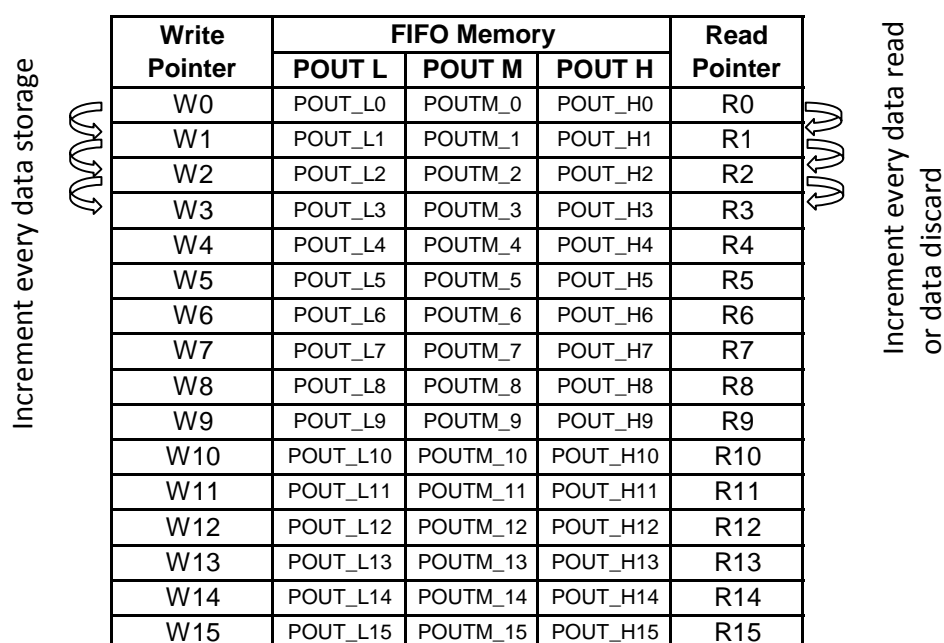 Increment every data storage
Write Pointer FIFO Memory Read Pointer
POUT L POUT M POUT H
W0 POUT_L0 POUTM_0 POUT_H0 R0
W1 POUT_L1 POUTM_1 POUT_H1 R1
W2 POUT_L2 POUTM_2 POUT_H2 R2
W3 POUT_L3 POUTM_3 POUT_H3 R3
W4 POUT_L4 POUTM_4 POUT_H4 R4
W5 POUT_L5 POUTM_5 POUT_H5 R5
W6 POUT_L6 POUTM_6 POUT_H6 R6
W7 POUT_L7 POUTM_7 POUT_H7 R7
W8 POUT_L8 POUTM_8 POUT_H8 R8
W9 POUT_L9 POUTM_9 POUT_H9 R9
W10 POUT_L10 POUTM_10 POUT_H10 R10
W11 POUT_L11 POUTM_11 POUT_H11 R11
W12 POUT_L12 POUTM_12 POUT_H12 R12
W13 POUT_L13 POUTM_13 POUT_H13 R13
W14 POUT_L14 POUTM_14 POUT_H14 R14
W15 POUT_L15 POUTM_15 POUT_H15 R15
Increment every data read
or data discard